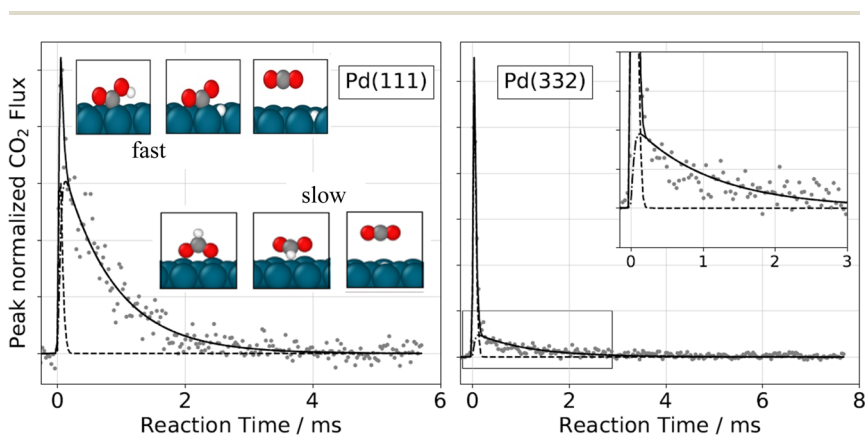 Peak normalized CO₂ Flux
Pd(111)
fast
slow
0
2
4
6
Reaction Time / ms
Pd(332)
0
1
2
3
0
2
4
6
8
Reaction Time / ms